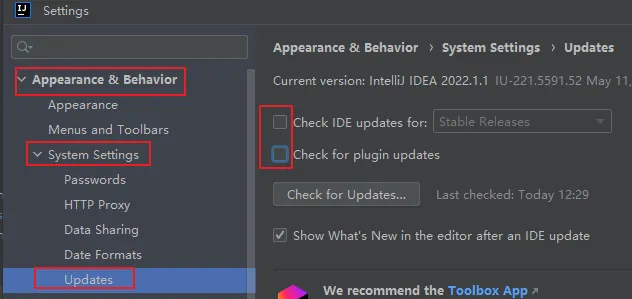 Settings
Appearance & Behavior
Appearance
Menus and Toolbars
System Settings
Passwords
HTTP Proxy
Data Sharing
Date Formats
Updates
Appearance & Behavior › System Settings › Updates
Current version: IntelliJ IDEA 2022.1.1 IU-221.5591.52 May 11,
Check IDE updates for: Stable Releases
Check for plugin updates
Check for Updates... Last checked: Today 12:29
Show What's New in the editor after an IDE update
We recommend the Toolbox App ↗